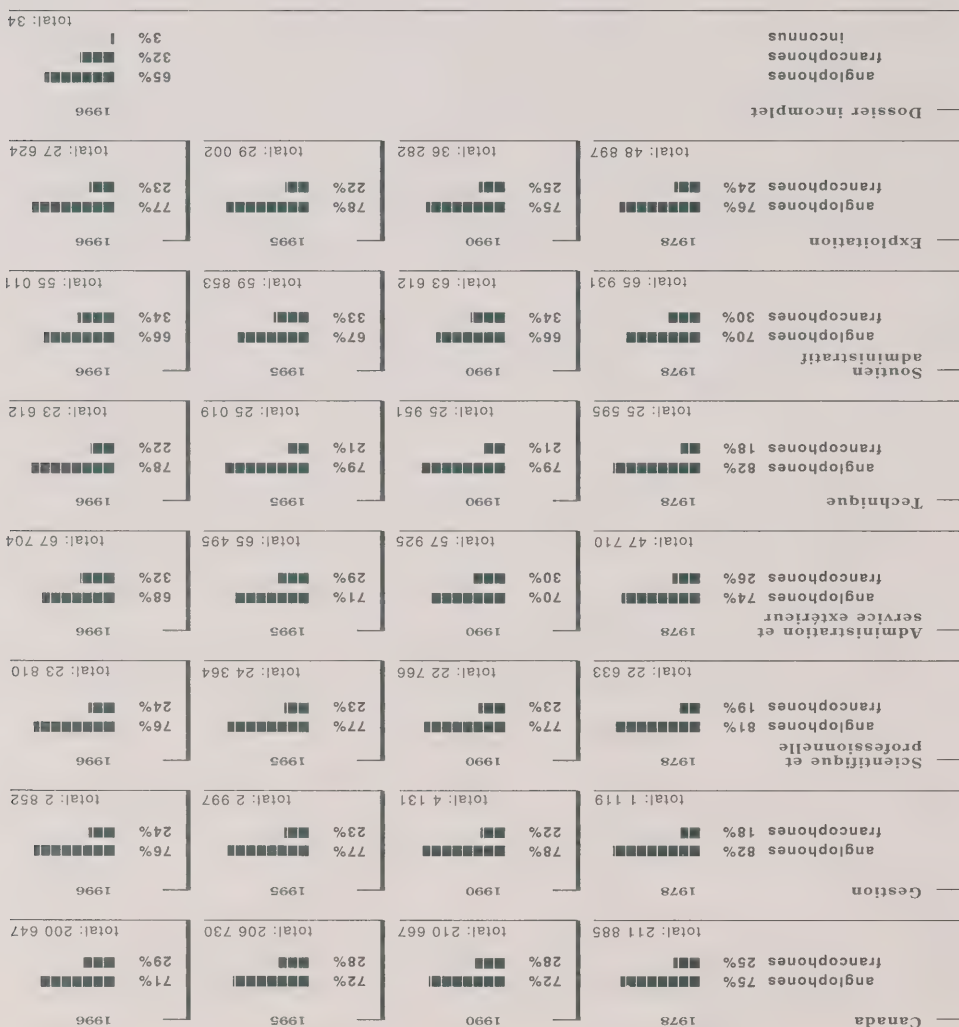 Canada 1978 1990 1995 1996
anglophones 75% 72% 72% 71%
francophones 25% 28% 28% 29%
total: 211 885 total: 210 667 total: 206 730 total: 200 647
Gestion 1978 1990 1995 1996
anglophones 82% 78% 77% 76%
francophones 18% 22% 23% 24%
total: 1 119 total: 4 131 total: 2 997 total: 2 852
Scientifique et 1978 1990 1995 1996
professionnelle
anglophones 81% 77% 77% 76%
francophones 19% 23% 23% 24%
total: 22 633 total: 22 766 total: 24 364 total: 23 810
Administration et 1978 1990 1995 1996
service extérieur
anglophones 74% 70% 71% 68%
francophones 26% 30% 29% 32%
total: 47 710 total: 57 925 total: 65 495 total: 67 704
Technique 1978 1990 1995 1996
anglophones 82% 79% 79% 78%
francophones 18% 21% 21% 22%
total: 25 595 total: 25 951 total: 25 019 total: 23 612
Soutien 1978 1990 1995 1996
administratif
anglophones 70% 66% 67% 66%
francophones 30% 34% 33% 34%
total: 65 931 total: 63 612 total: 59 853 total: 55 011
Exploitation 1978 1990 1995 1996
anglophones 76% 75% 78% 77%
francophones 24% 25% 22% 23%
total: 48 897 total: 36 282 total: 29 002 total: 27 624
Dossier incomplet 1996
anglophones 65%
francophones 32%
inconnus 3%
total: 34